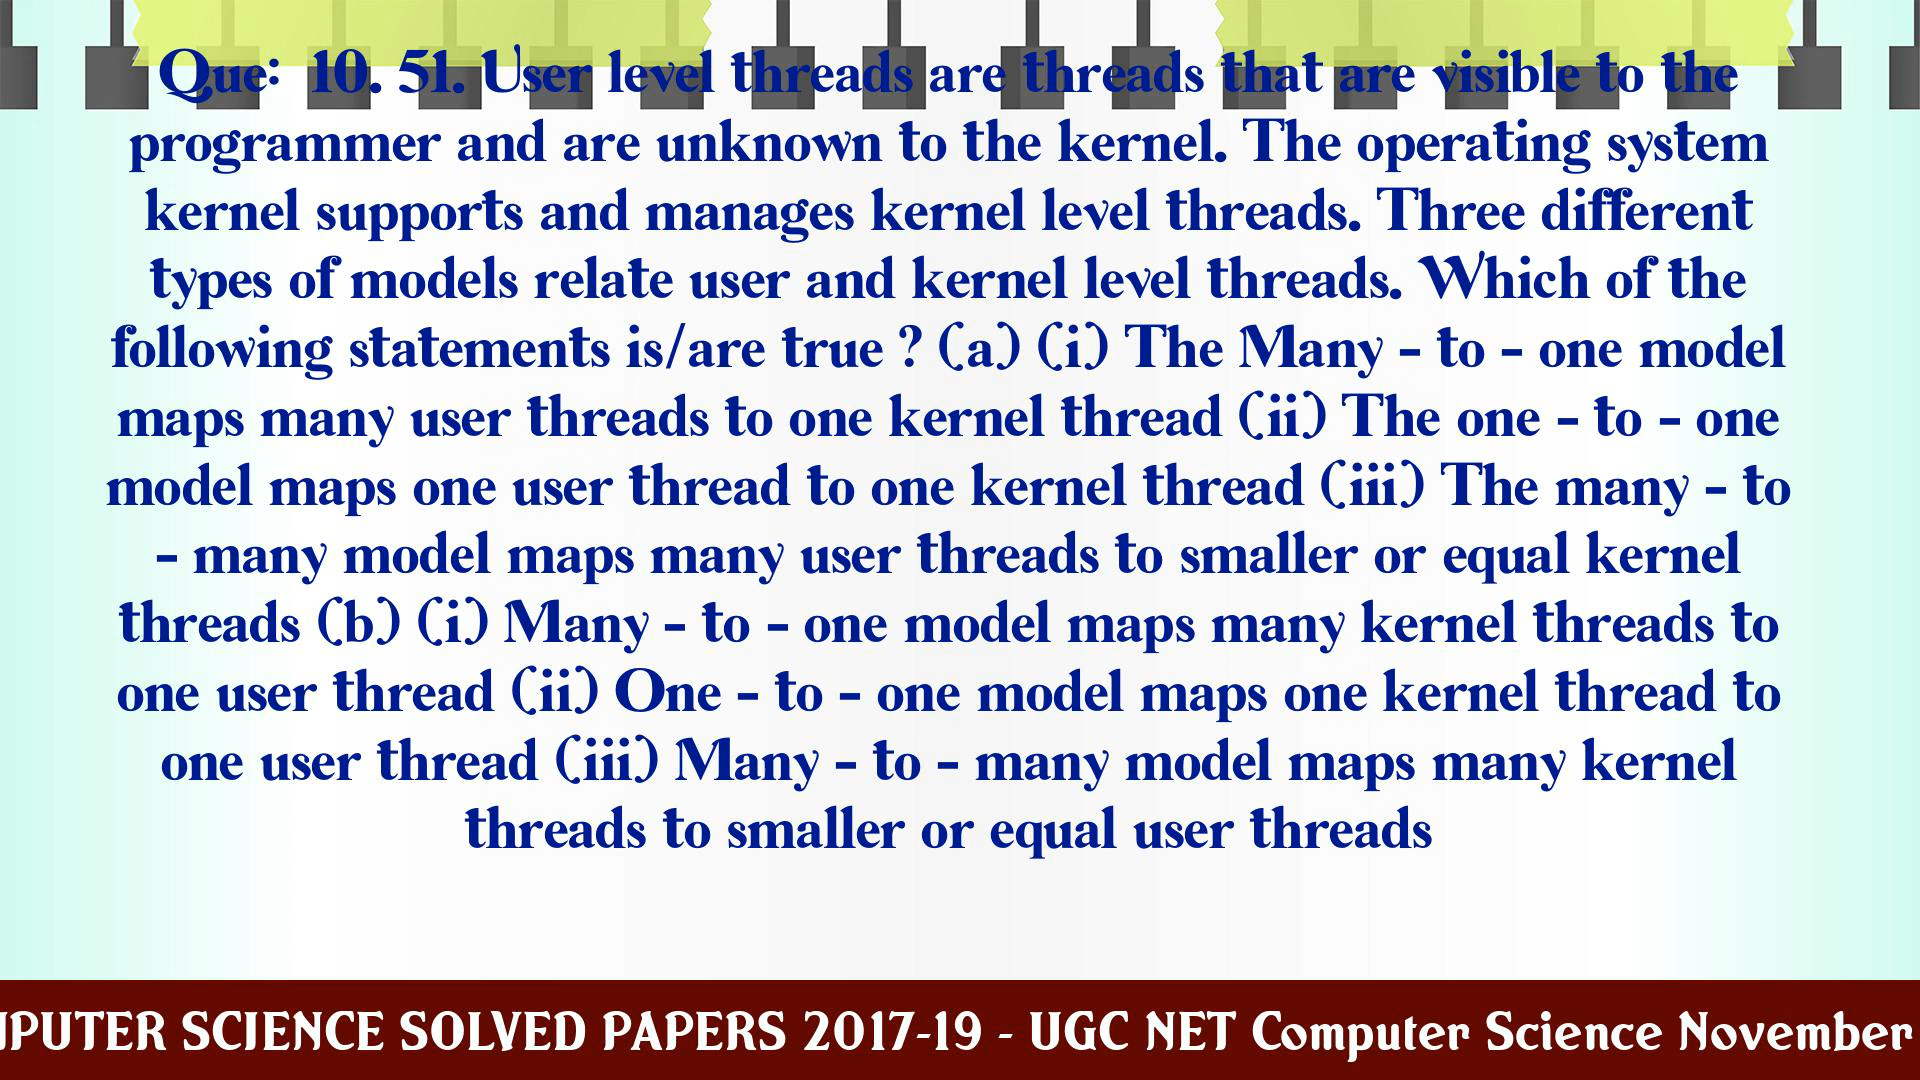 Que: 10. 51. User level threads are threads that are visible to the
programmer and are unknown to the kernel. The operating system
kernel supports and manages kernel level threads. Three different
types of models relate user and kernel level threads. Which of the
following statements is/are true ? (a) (i) The Many - to - one model
maps many user threads to one kernel thread (ii) The one - to - one
model maps one user thread to one kernel thread (iii) The many - to
- many model maps many user threads to smaller or equal kernel
threads (b) (i) Many - to - one model maps many kernel threads to
one user thread (ii) One - to - one model maps one kernel thread to
one user thread (iii) Many - to - many model maps many kernel
threads to smaller or equal user threads
PUTER SCIENCE SOLVED PAPERS 2017-19 - UGC NET Computer Science November